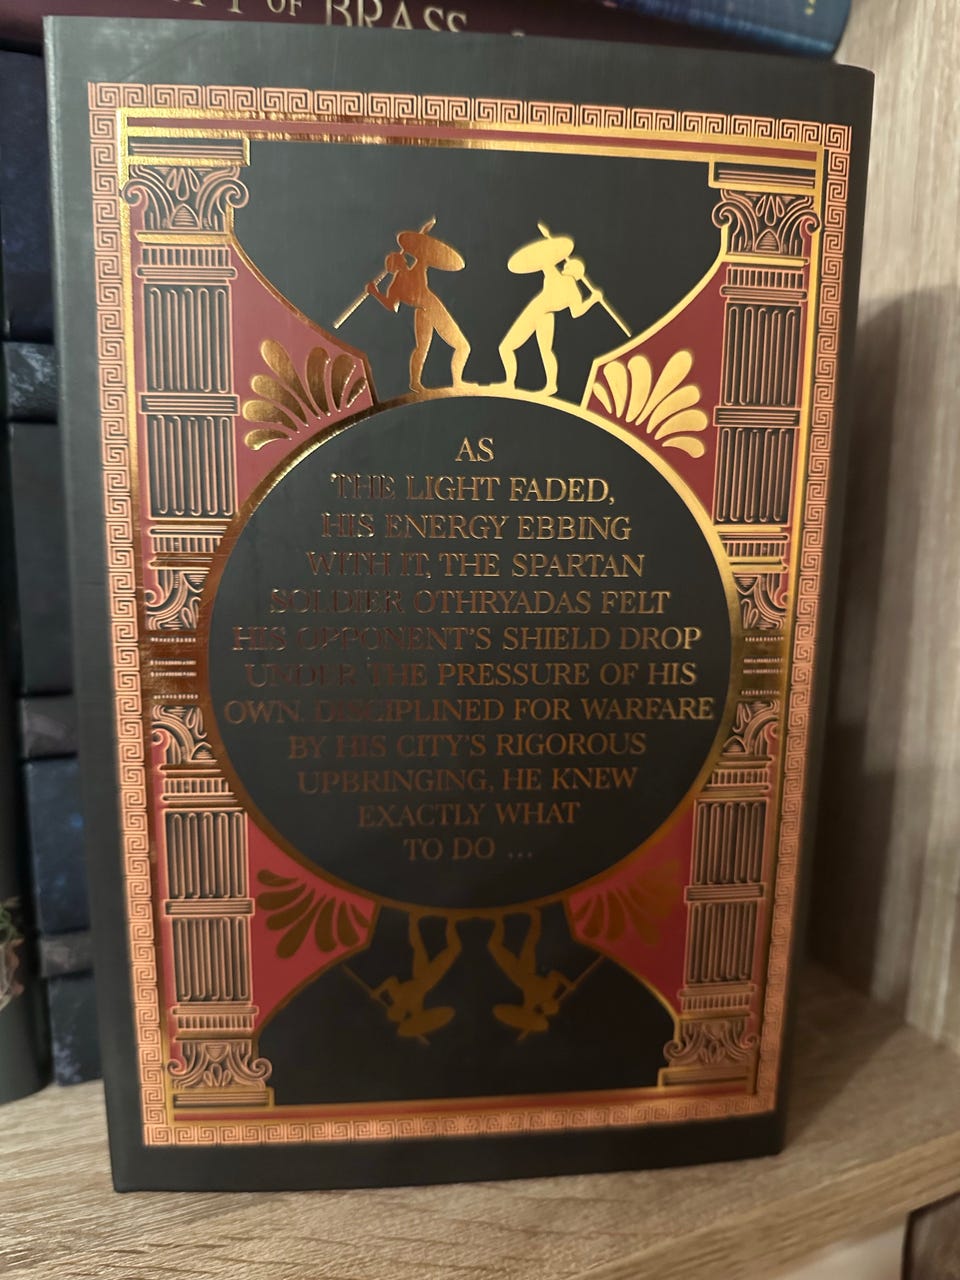 OF BRASS
AS
THE LIGHT FADED,
HIS ENERGY EBBING
WITH IT, THE SPARTAN
SOLDIER OTHRYADAS FELT
HIS OPPONENT'S SHIELD DROP
UNDER THE PRESSURE OF HIS
OWN. DISCIPLINED FOR WARFARE
BY HIS CITY'S RIGOROUS
UPBRINGING, HE KNEW
EXACTLY WHAT
TO DO ...